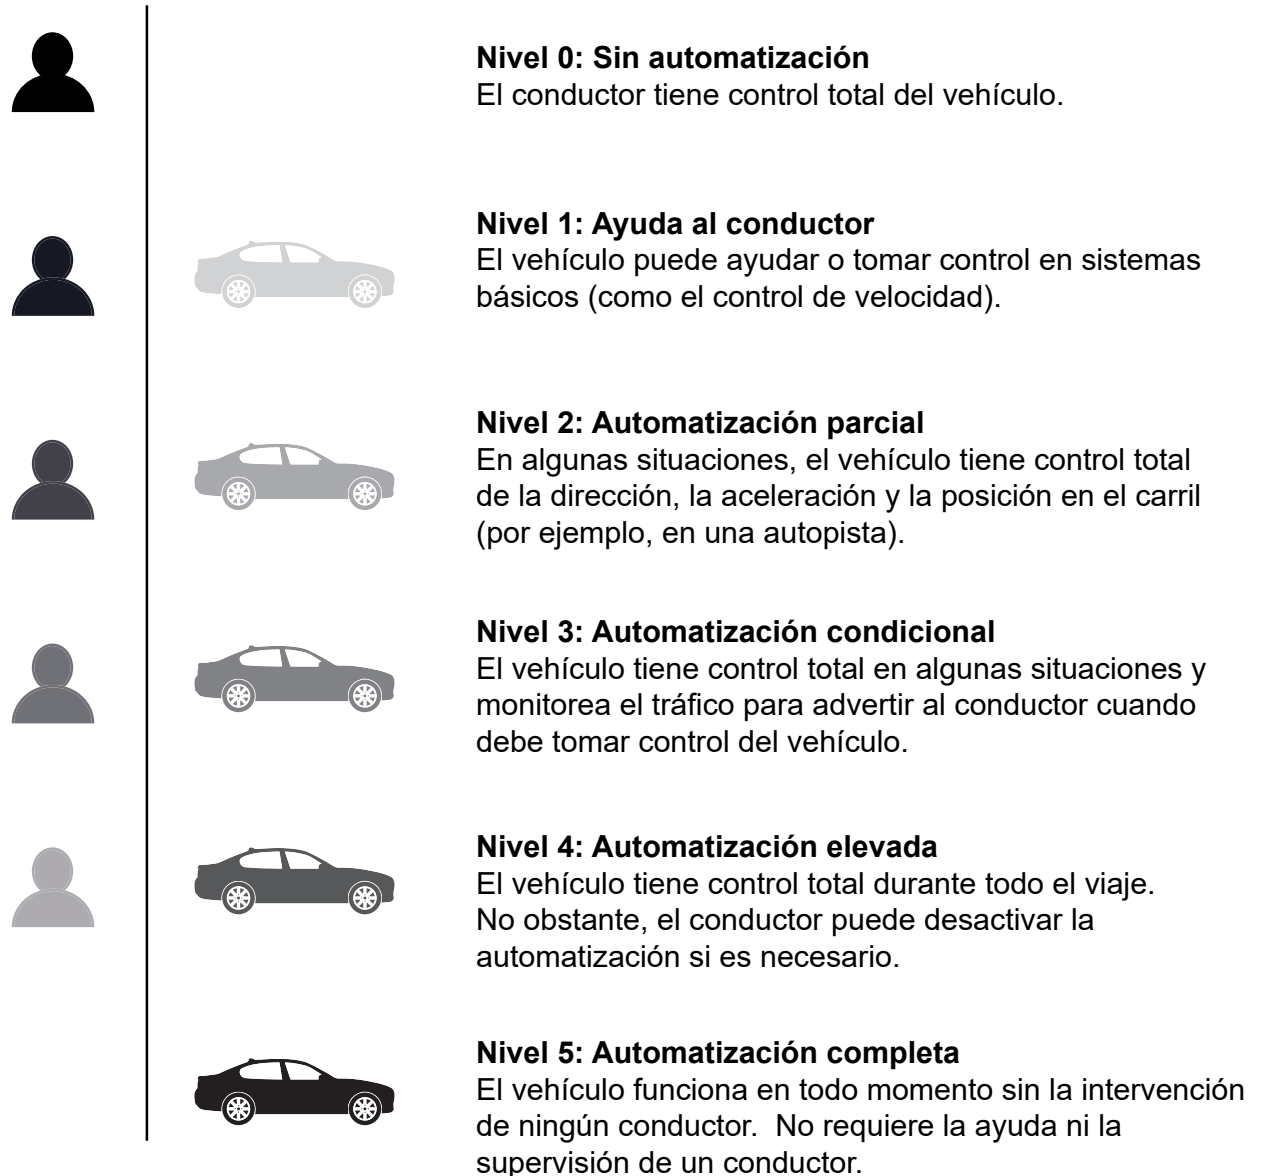 Nivel 0: Sin automatización
El conductor tiene control total del vehículo.
Nivel 1: Ayuda al conductor
El vehículo puede ayudar o tomar control en sistemas
básicos (como el control de velocidad).
Nivel 2: Automatización parcial
En algunas situaciones, el vehículo tiene control total
de la dirección, la aceleración y la posición en el carril
(por ejemplo, en una autopista).
Nivel 3: Automatización condicional
El vehículo tiene control total en algunas situaciones y
monitorea el tráfico para advertir al conductor cuando
debe tomar control del vehículo.
Nivel 4: Automatización elevada
El vehículo tiene control total durante todo el viaje.
No obstante, el conductor puede desactivar la
automatización si es necesario.
Nivel 5: Automatización completa
El vehículo funciona en todo momento sin la intervención
de ningún conductor.  No requiere la ayuda ni la
supervisión de un conductor.